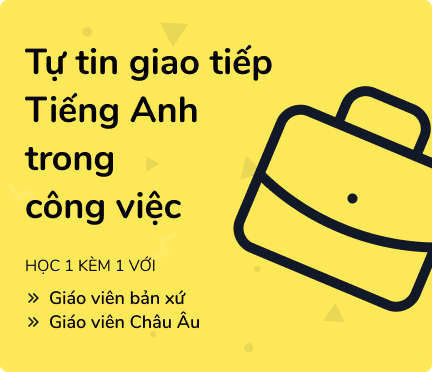 Tự tin giao tiếp
Tiếng Anh
trong
công việc
HỌC 1 KÈM 1 VỚI
Giáo viên bản xứ
Giáo viên Châu Âu